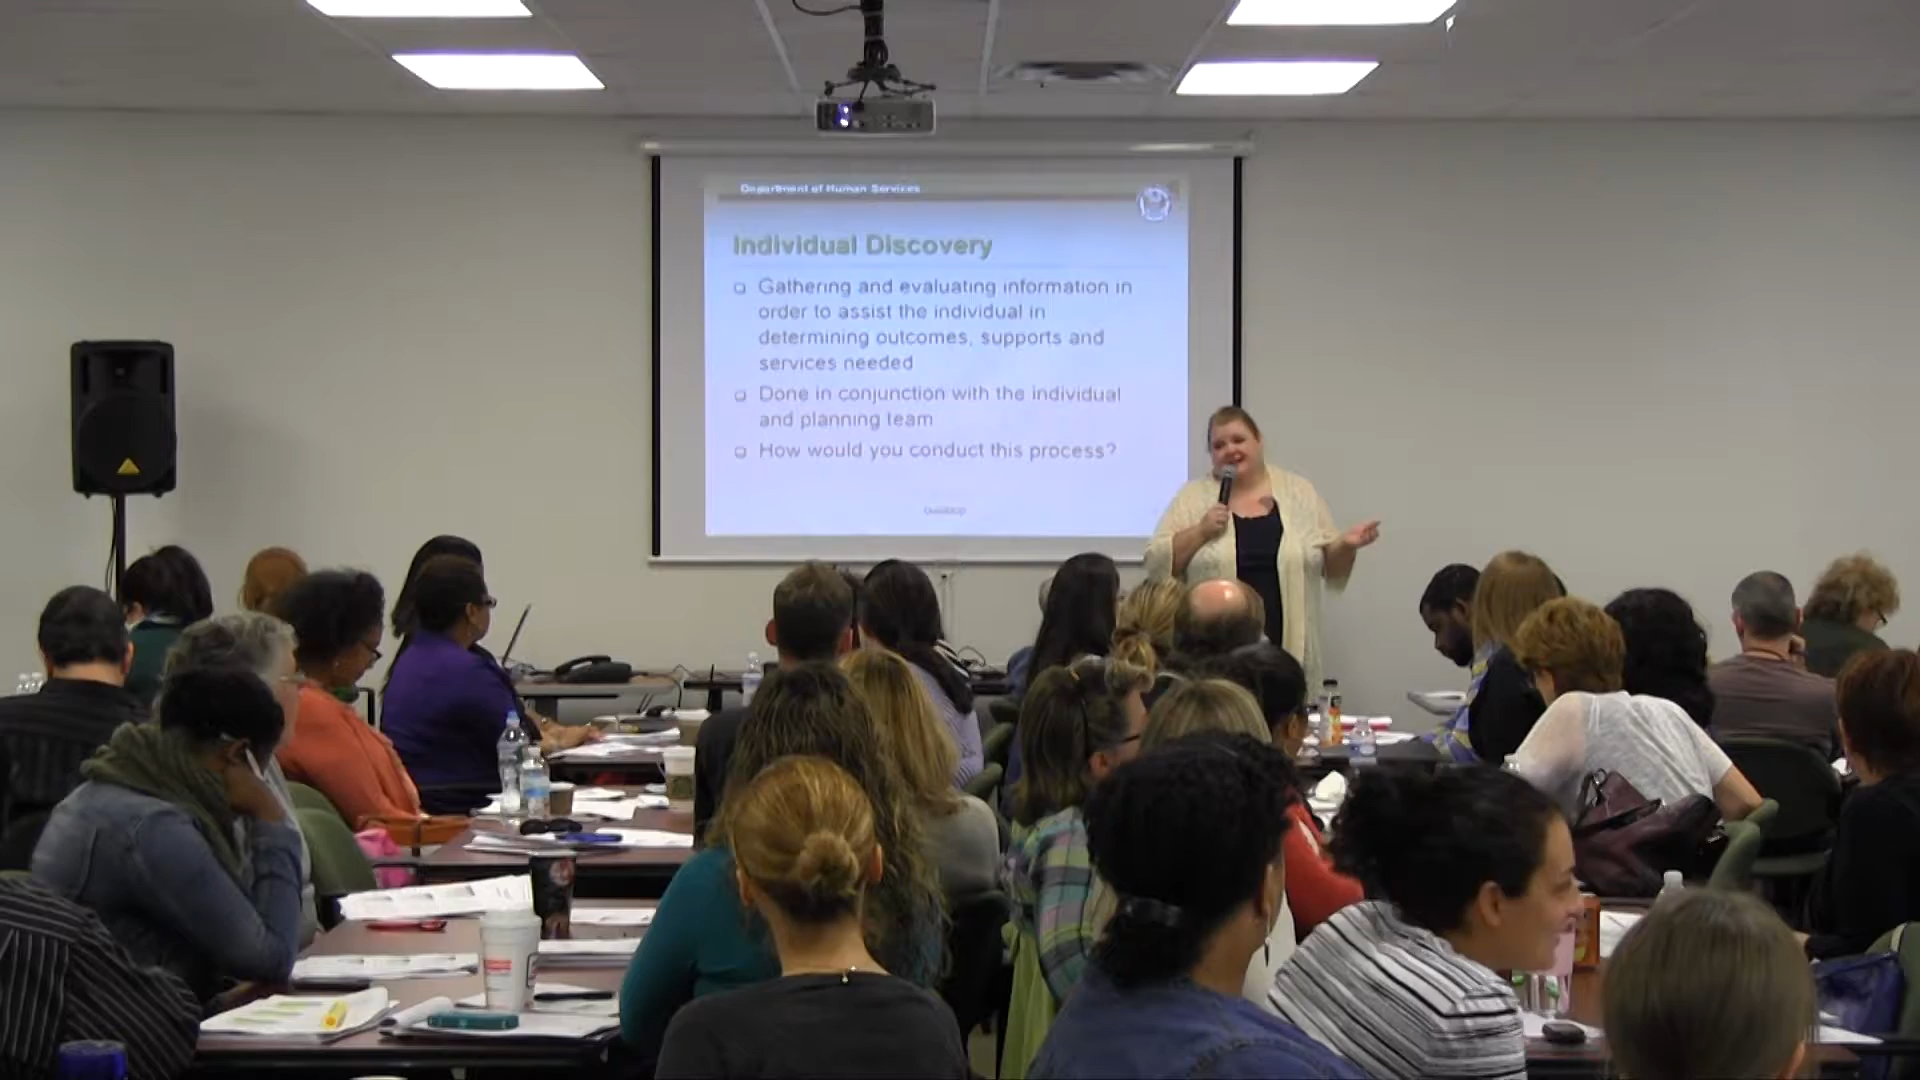 Department of Human Services
Individual Discovery
Gathering and evaluating information in
order to assist the individual in
determining outcomes, supports and
services needed
Done in conjunction with the individual
and planning team
How would you conduct this process?